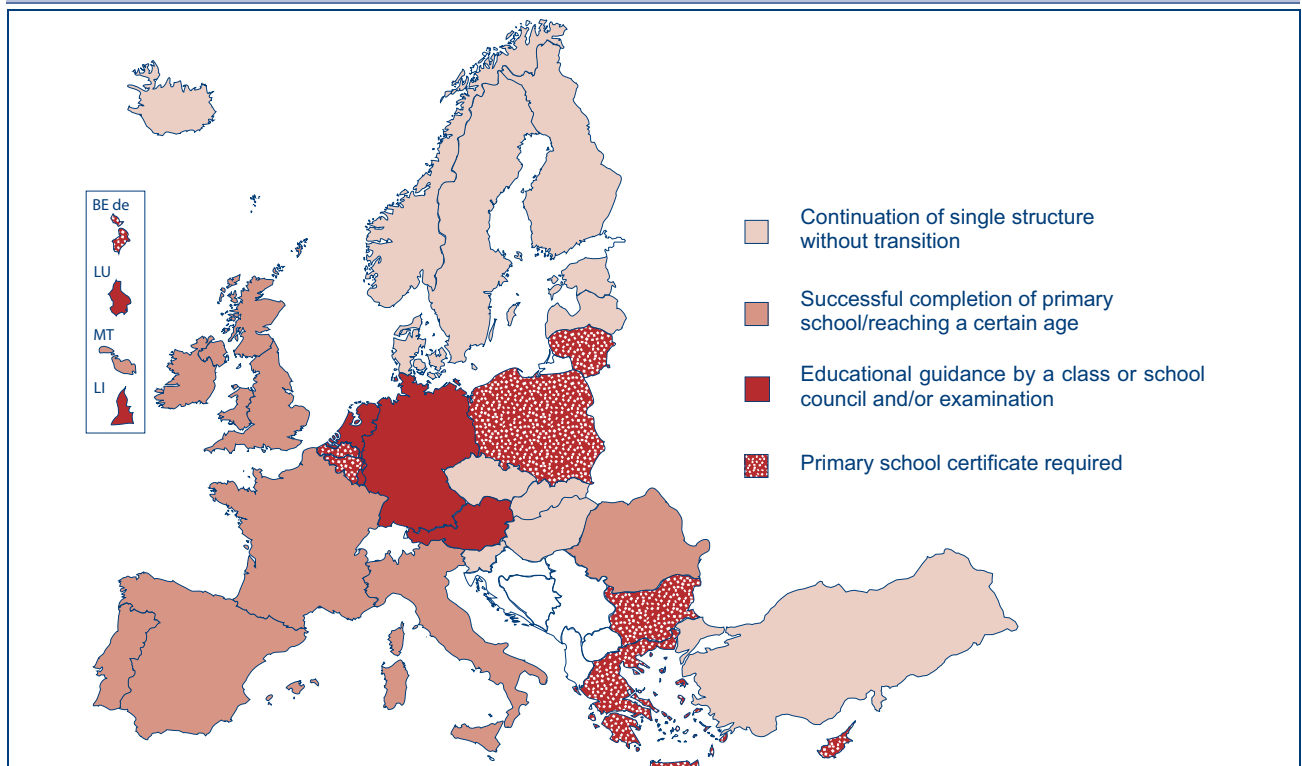 BE de
LU
MT
LI
Continuation of single structure
without transition
Successful completion of primary
school/reaching a certain age
Educational guidance by a class or school
council and/or examination
Primary school certificate required